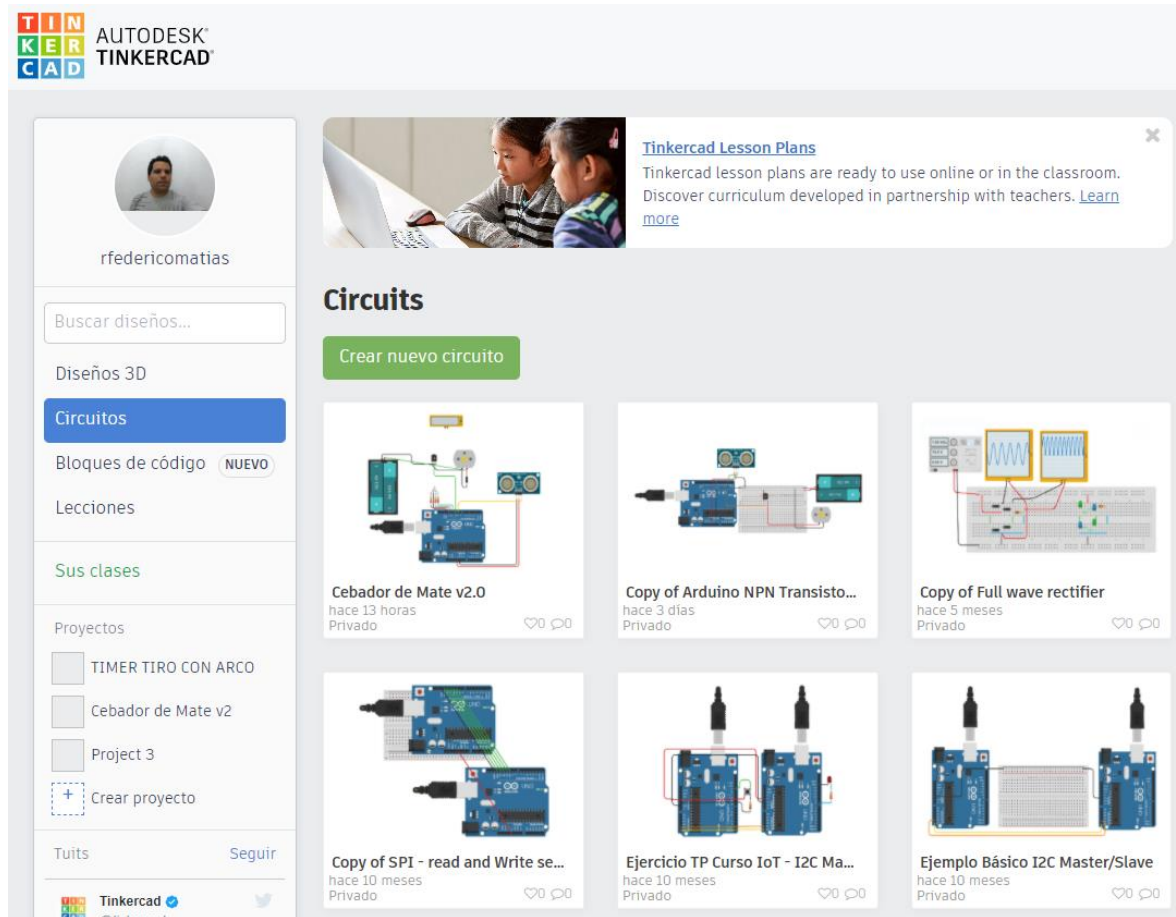 TIN
KER
CAD
AUTODESK®
TINKERCAD®
rfedericomatias
Buscar diseños...
Diseños 3D
Circuitos
Bloques de código NUEVO
Lecciones
Sus clases
Proyectos
TIMER TIRO CON ARCO
Cebador de Mate v2
Project 3
+ Crear proyecto
Tuits Seguir
Tinkercad
Tinkercad Lesson Plans
Tinkercad lesson plans are ready to use online or in the classroom.
Discover curriculum developed in partnership with teachers. Learn
more
Circuits
Crear nuevo circuito
Cebador de Mate v2.0
hace 13 horas
Privado 0 0
Copy of Arduino NPN Transisto...
hace 3 días
Privado 0 0
Copy of Full wave rectifier
hace 5 meses
Privado 0 0
Copy of SPI - read and Write se...
hace 10 meses
Privado 0 0
Ejercicio TP Curso IoT - I2C Ma...
hace 10 meses
Privado 0 0
Ejemplo Básico I2C Master/Slave
hace 10 meses
Privado 0 0